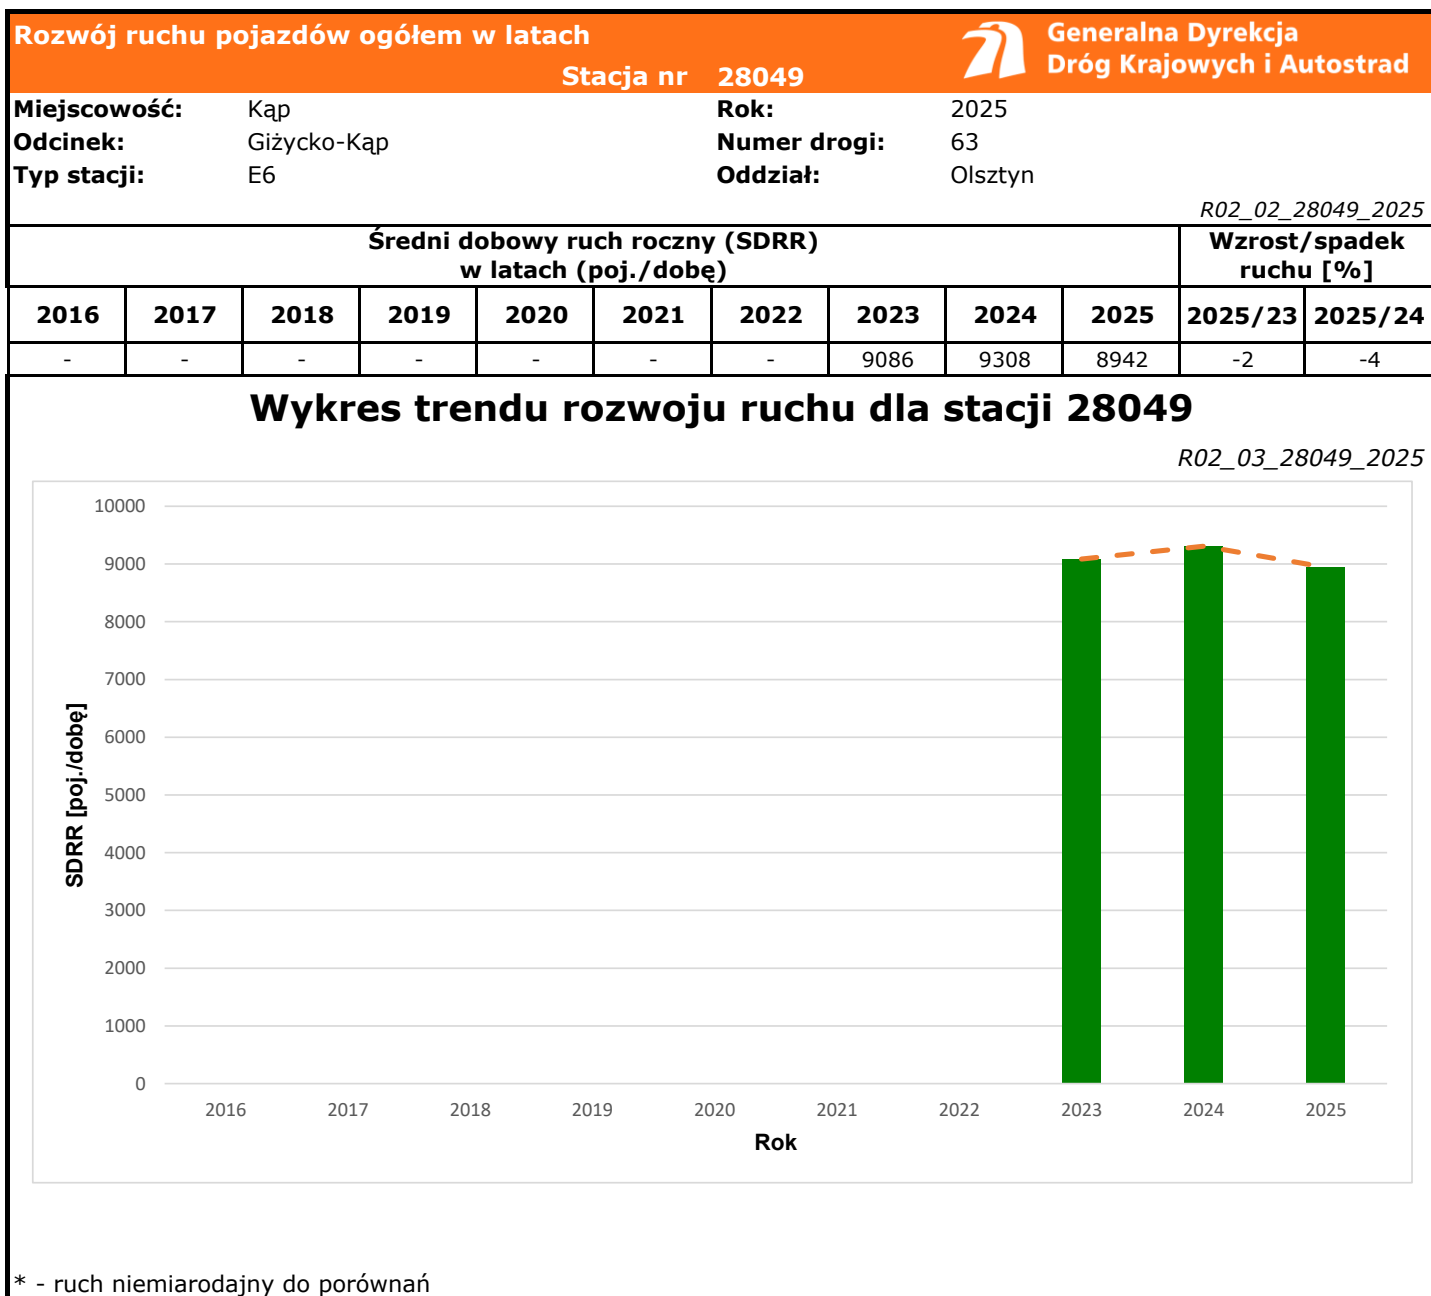 Rozwój ruchu pojazdów ogółem w latach
Generalna Dyrekcja
Dróg Krajowych i Autostrad
Stacja nr 28049
Miejscowość: Kąp Rok: 2025
Odcinek: Giżycko-Kąp Numer drogi: 63
Typ stacji: E6 Oddział: Olsztyn
R02_02_28049_2025
Średni dobowy ruch roczny (SDRR)
w latach (poj./dobę)
Wzrost/spadek
ruchu [%]
2016 2017 2018 2019 2020 2021 2022 2023 2024 2025 2025/23 2025/24
- - - - - - - 9086 9308 8942 -2 -4
Wykres trendu rozwoju ruchu dla stacji 28049
R02_03_28049_2025
SDRR [poj./dobę]
10000
9000
8000
7000
6000
5000
4000
3000
2000
1000
0
2016 2017 2018 2019 2020 2021 2022 2023 2024 2025
Rok
* - ruch niemiarodajny do porównań